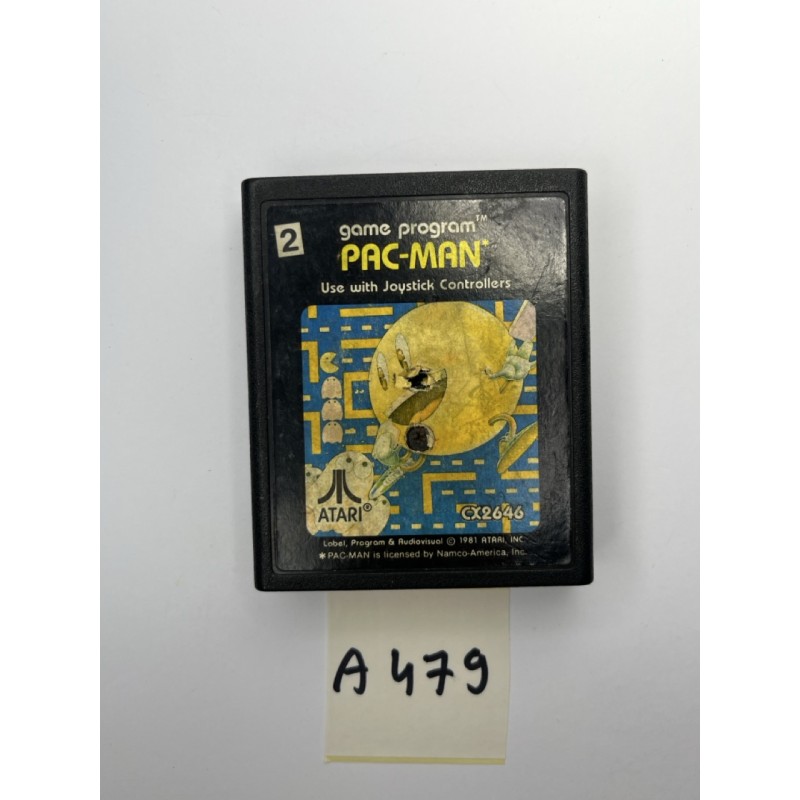 2
game program™
PAC-MAN*
Use with Joystick Controllers
ATARI®
CX2646
Label, Program & Audiovisual © 1981 ATARI, INC.
* PAC-MAN is licensed by Namco-America, Inc.
A 479